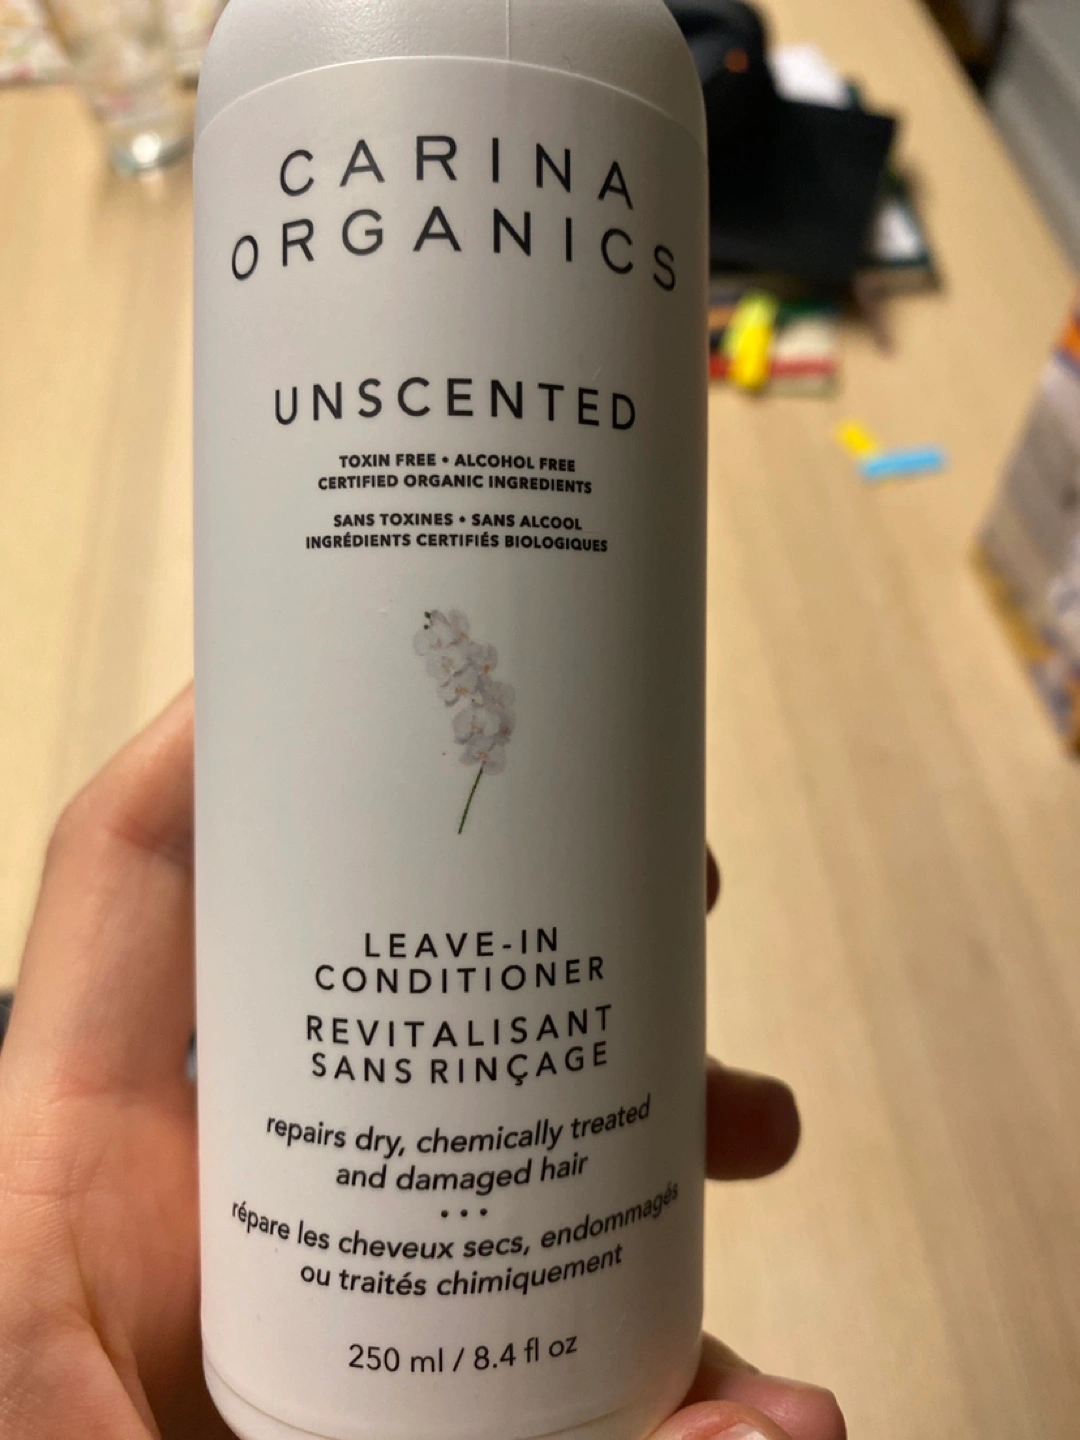 CARINA
ORGANICS
UNSCENTED
TOXIN FREE • ALCOHOL FREE
CERTIFIED ORGANIC INGREDIENTS
SANS TOXINES • SANS ALCOOL
INGRÉDIENTS CERTIFIÉS BIOLOGIQUES
LEAVE-IN
CONDITIONER
REVITALISANT
SANS RINÇAGE
repairs dry, chemically treated
and damaged hair
•••
répare les cheveux secs, endommagés
ou traités chimiquement
250 ml / 8.4 fl oz